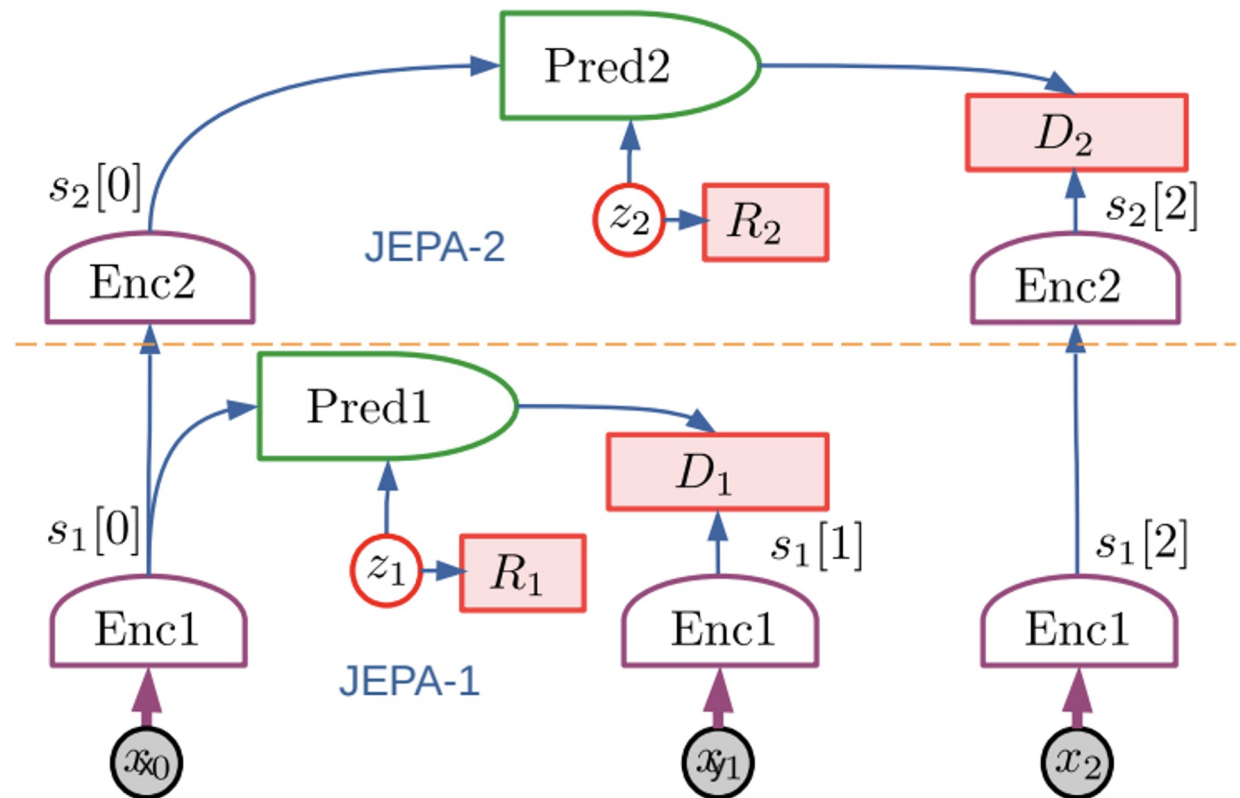 Pred2
D₂
s₂[0]
z₂
R₂
s₂[2]
JEPA-2
Enc2
Enc2
Pred1
D₁
s₁[0]
z₁
R₁
s₁[1]
s₁[2]
Enc1
Enc1
Enc1
JEPA-1
x₂